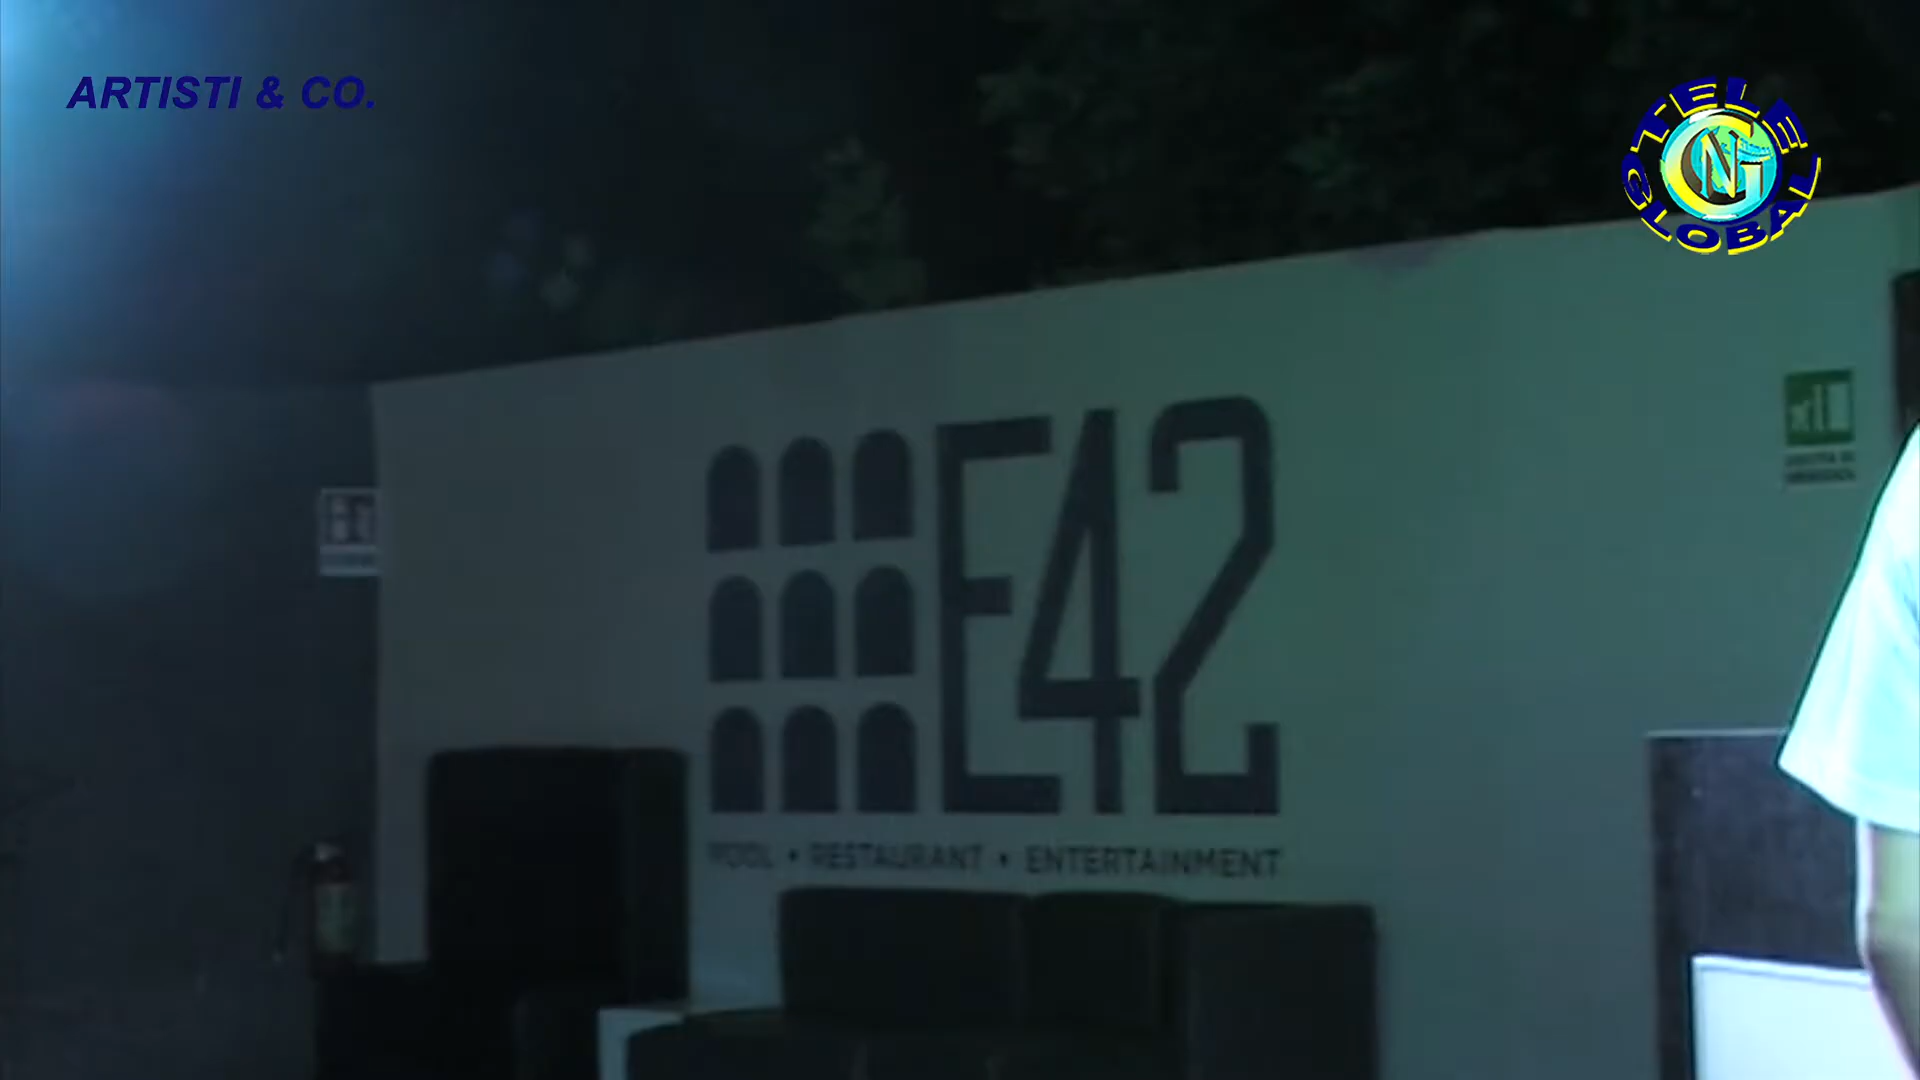 ARTISTI & CO.
TELE
GLOBAL
E42
POOL • RESTAURANT • ENTERTAINMENT